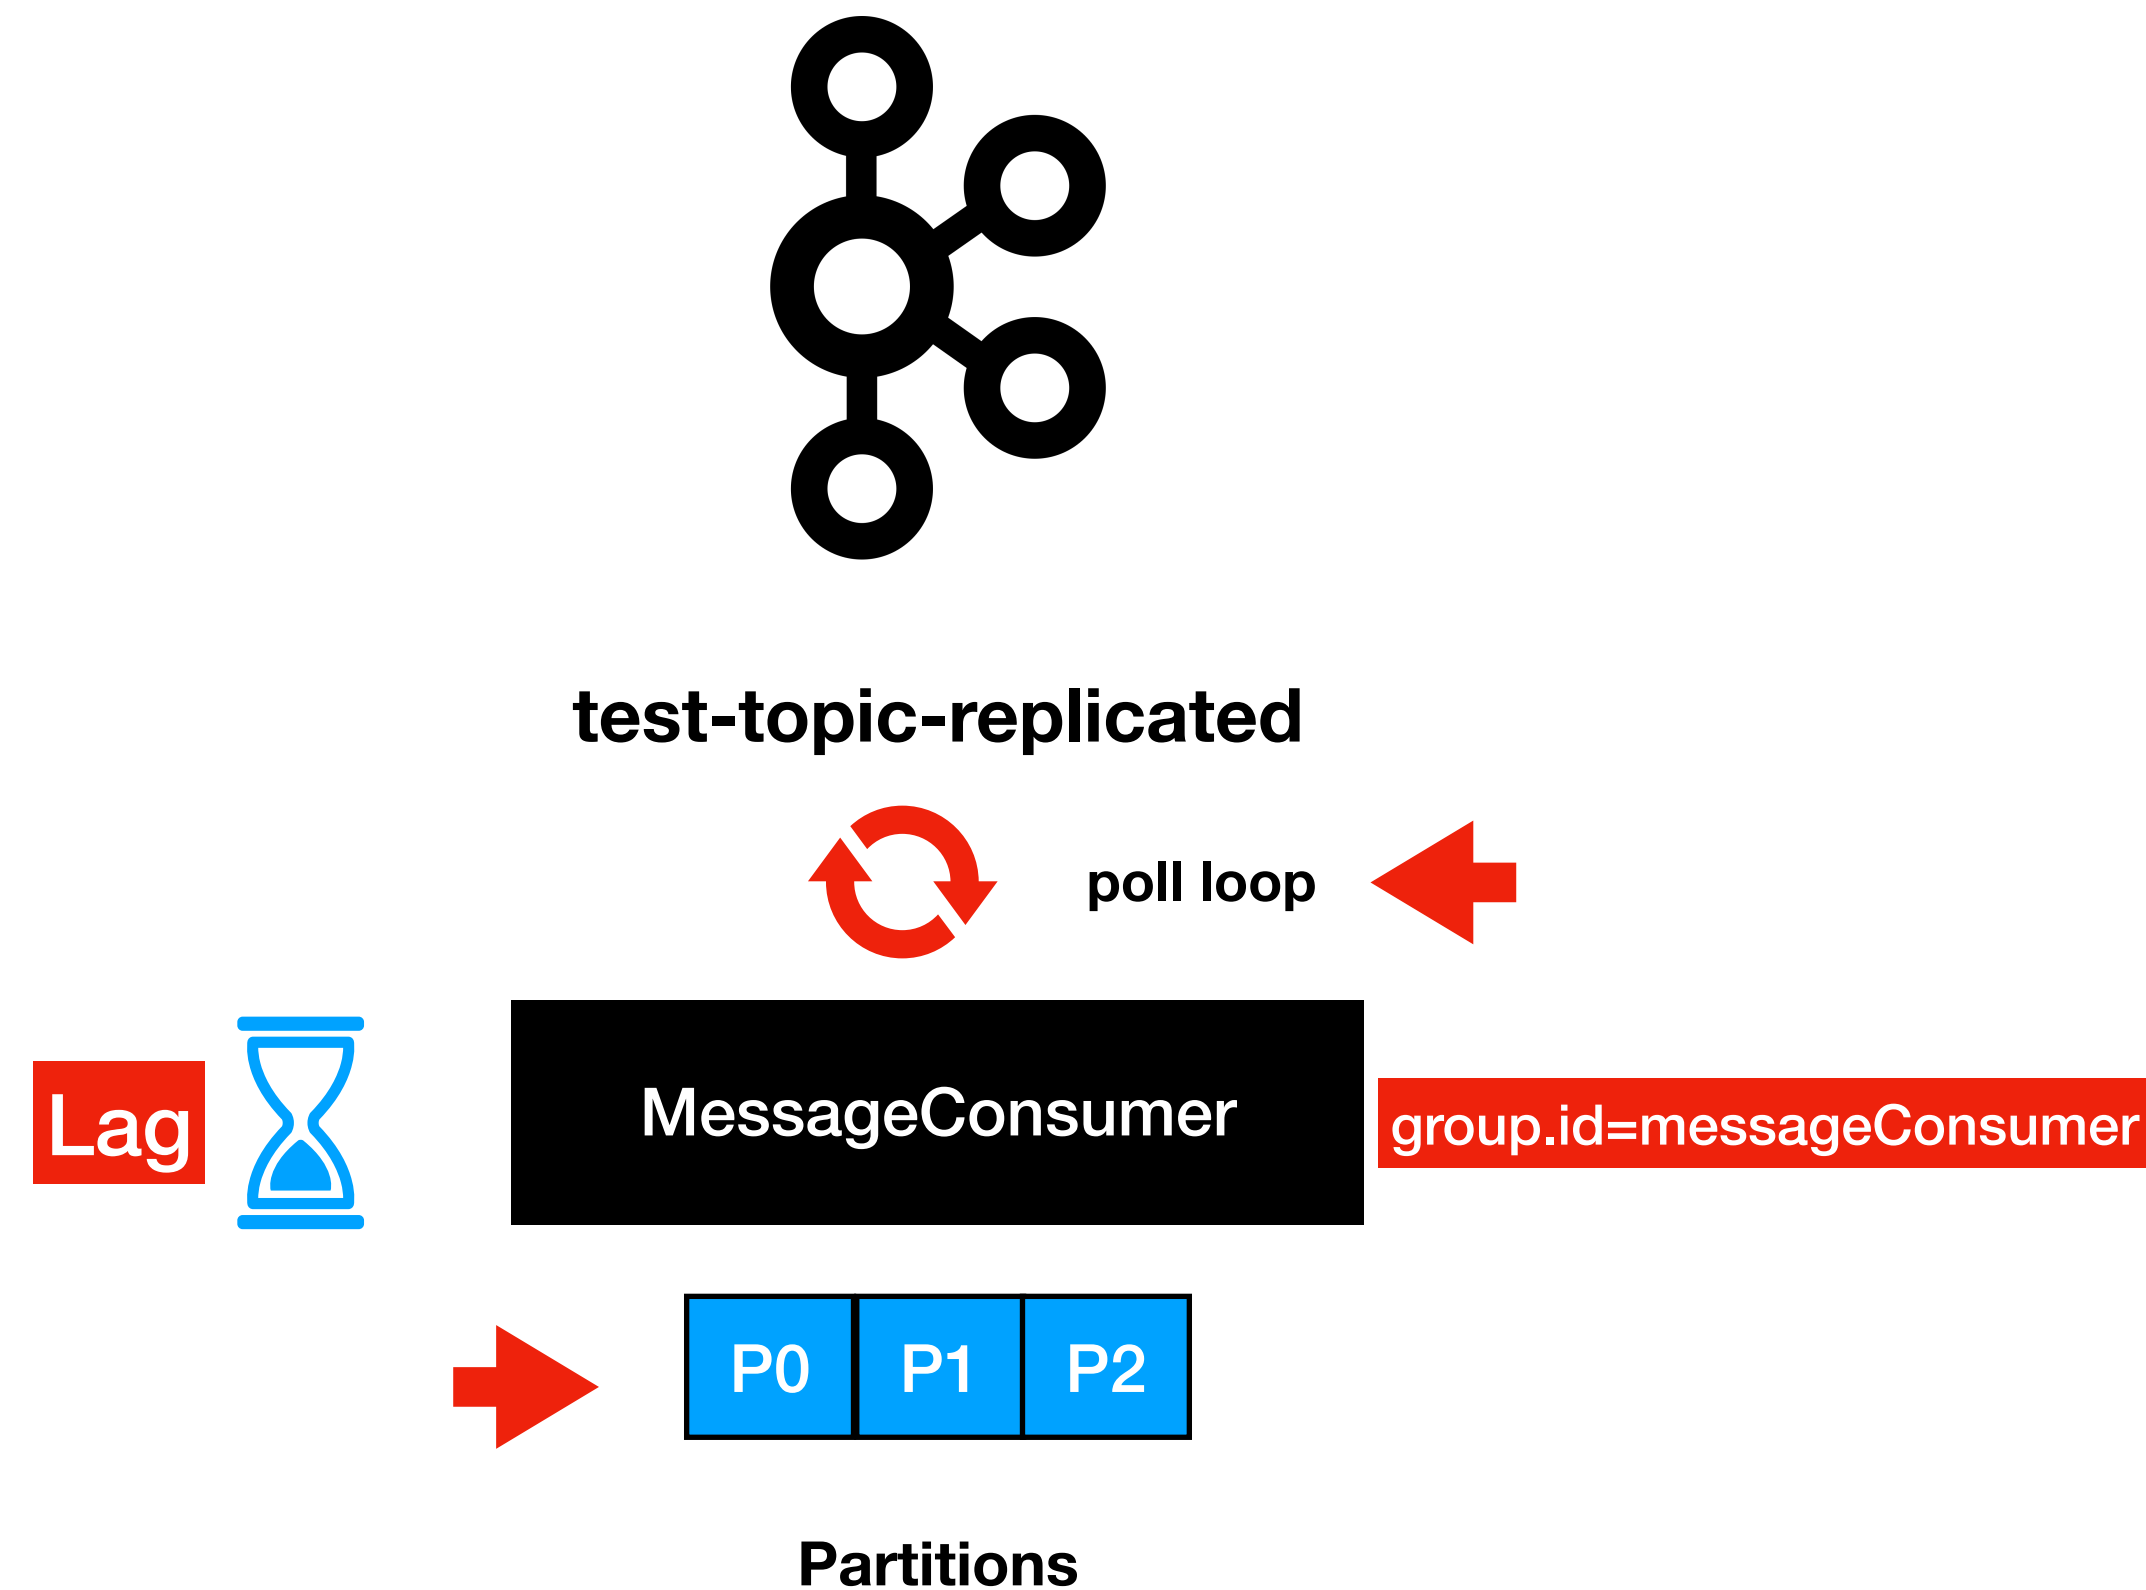 test-topic-replicated
poll loop
Lag
MessageConsumer
group.id=messageConsumer
P0
P1
P2
Partitions